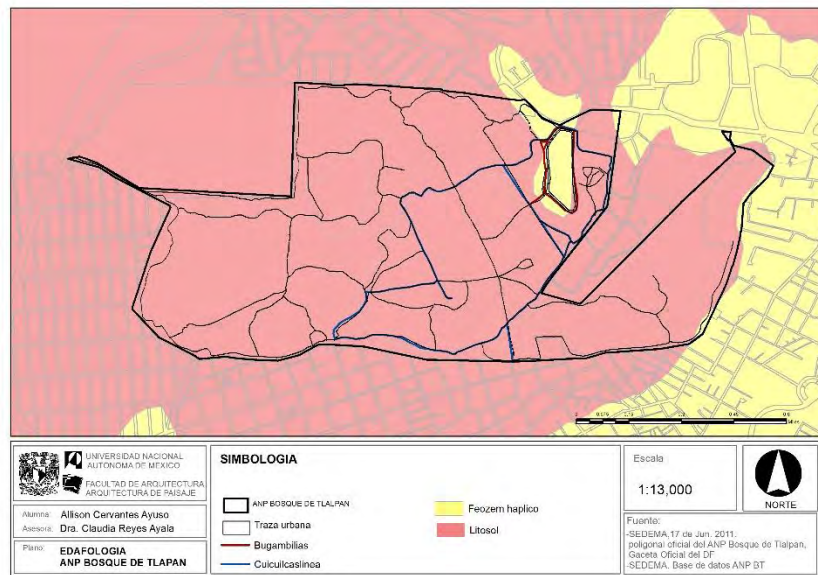 UNIVERSIDAD NACIONAL
AUTONOMA DE MEXICO
FACULTAD DE ARQUITECTURA
ARQUITECTURA DE PAISAJE
Alumna: Allison Cervantes Ayuso
Asesora: Dra. Claudia Reyes Ayala
Plano: EDAFOLOGIA
ANP BOSQUE DE TLAPAN
SIMBOLOGIA
ANP BOSQUE DE TLALPAN
Traza urbana
Bugambilias
Cuicuilcaslinea
Feozem haplico
Litosol
Escala
1:13,000
NORTE
Fuente:
-SEDEMA,17 de Jun. 2011.
poligonal oficial del ANP Bosque de Tlalpan,
Gaceta Oficial del DF
-SEDEMA. Base de datos ANP BT